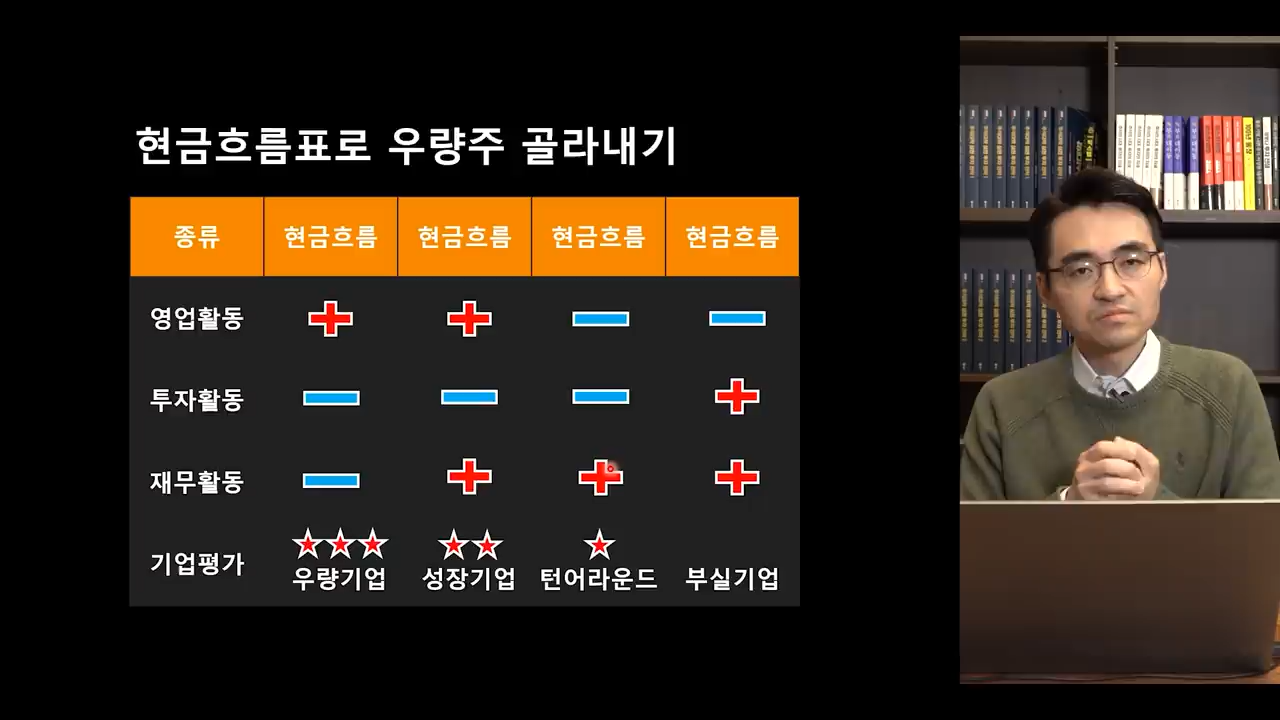 현금흐름표로 우량주 골라내기
종류 현금흐름 현금흐름 현금흐름 현금흐름
영업활동
투자활동
재무활동
기업평가 우량기업 성장기업 턴어라운드 부실기업